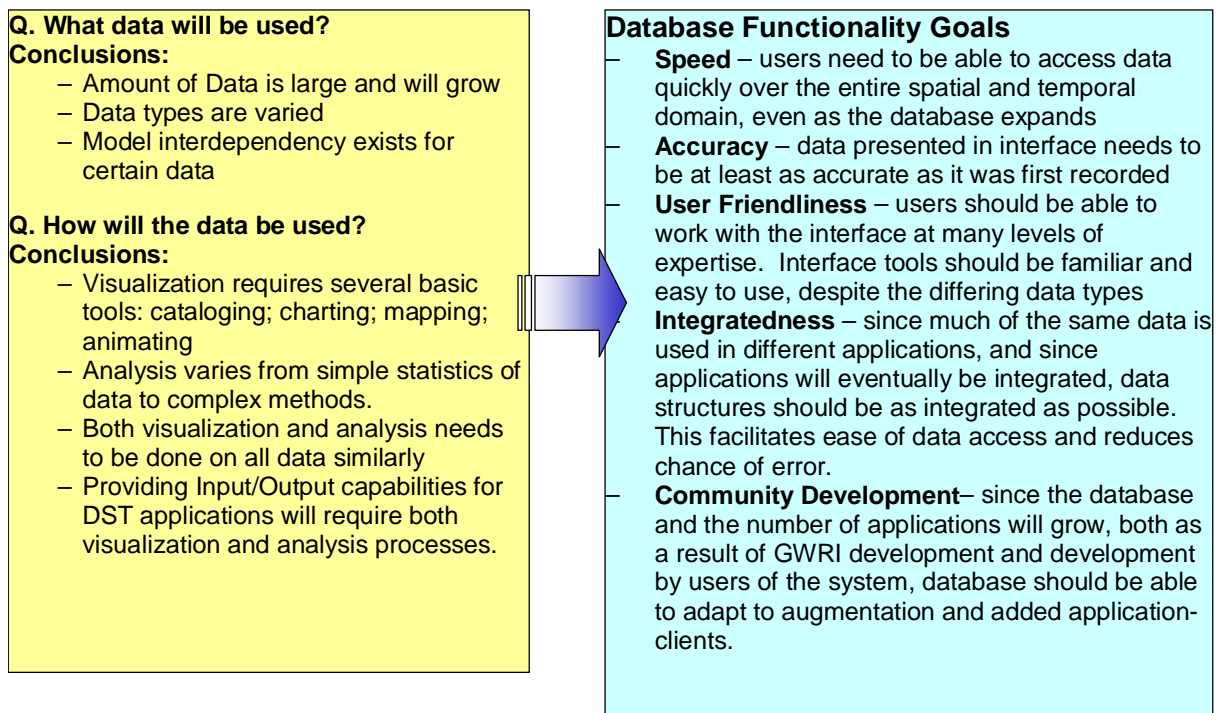 Q. What data will be used?
Conclusions:
– Amount of Data is large and will grow
– Data types are varied
– Model interdependency exists for
certain data
Q. How will the data be used?
Conclusions:
– Visualization requires several basic
tools: cataloging; charting; mapping;
animating
– Analysis varies from simple statistics of
data to complex methods.
– Both visualization and analysis needs
to be done on all data similarly
– Providing Input/Output capabilities for
DST applications will require both
visualization and analysis processes.
Database Functionality Goals
– Speed – users need to be able to access data
quickly over the entire spatial and temporal
domain, even as the database expands
– Accuracy – data presented in interface needs to
be at least as accurate as it was first recorded
– User Friendliness – users should be able to
work with the interface at many levels of
expertise. Interface tools should be familiar and
easy to use, despite the differing data types
– Integratedness – since much of the same data is
used in different applications, and since
applications will eventually be integrated, data
structures should be as integrated as possible.
This facilitates ease of data access and reduces
chance of error.
– Community Development– since the database
and the number of applications will grow, both as
a result of GWRI development and development
by users of the system, database should be able
to adapt to augmentation and added application-
clients.